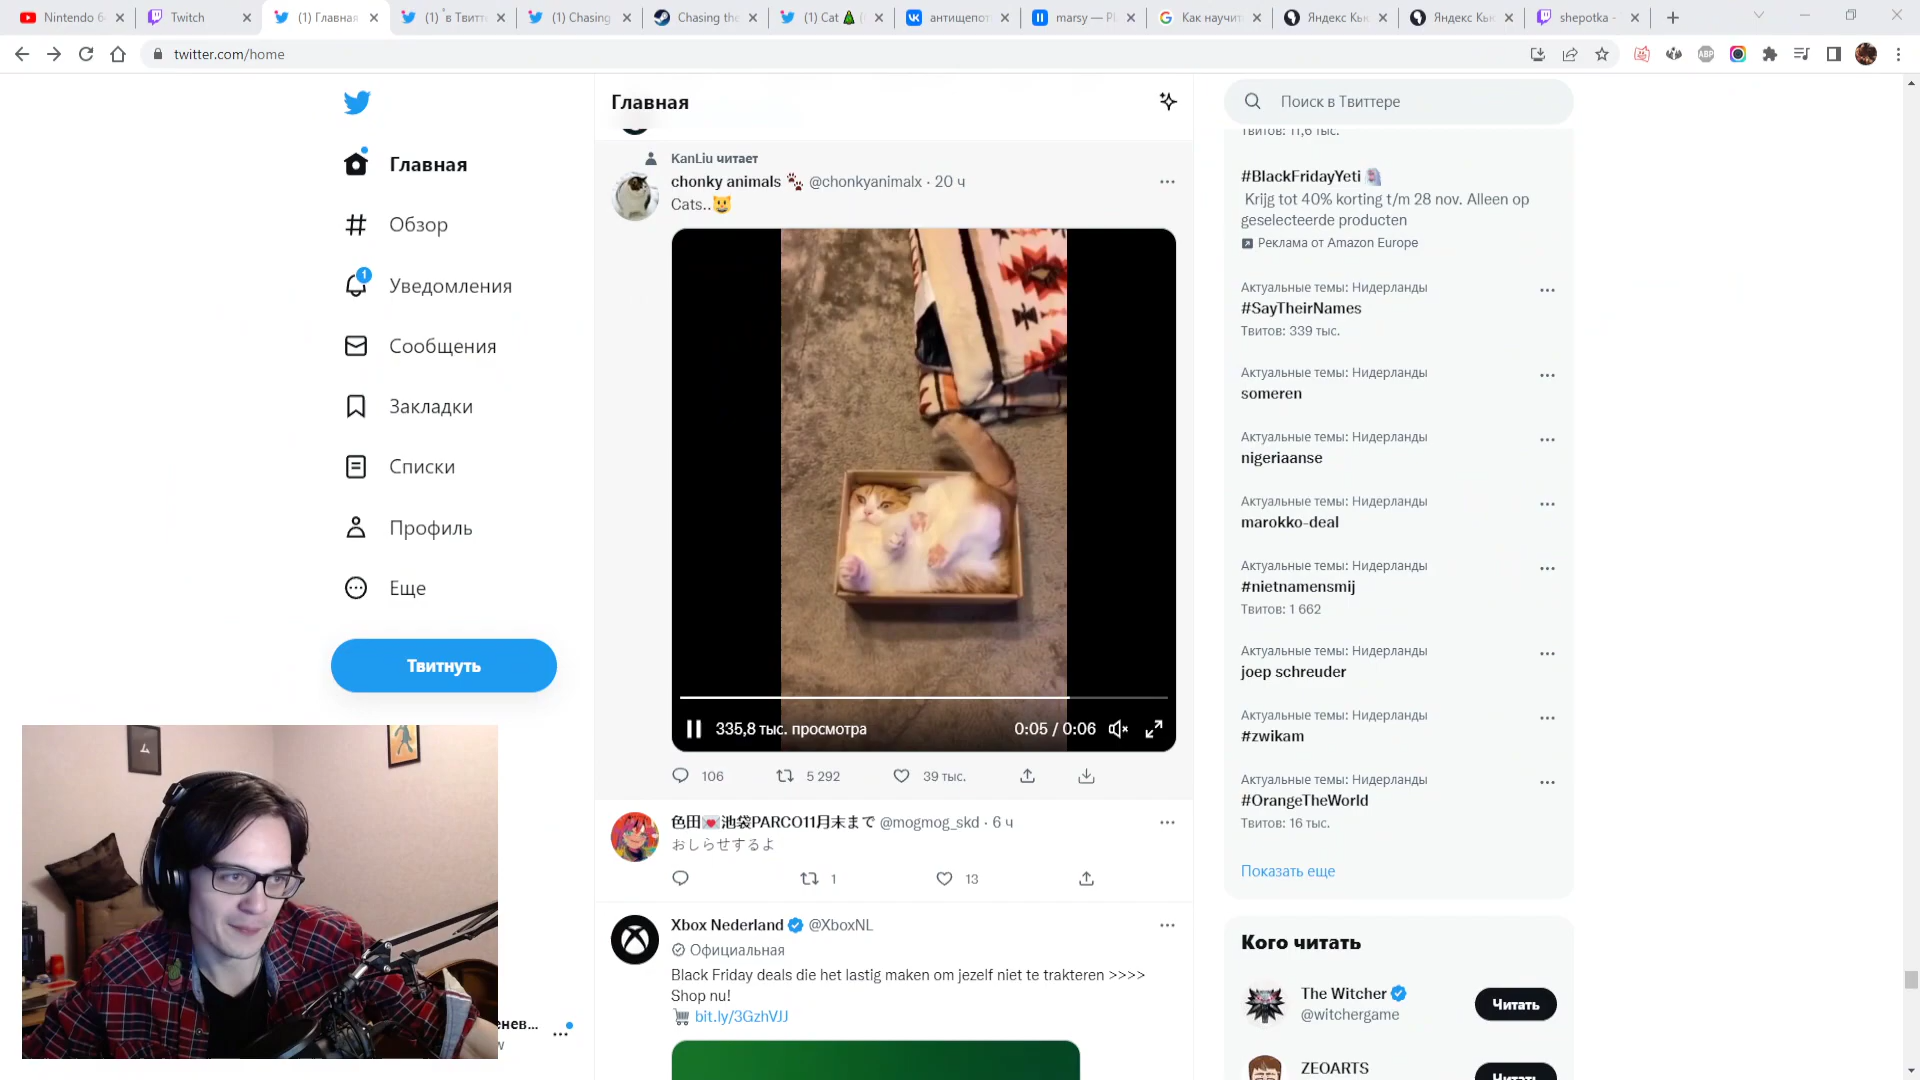 Nintendo 6
Twitch
(1) Главная
(1) в Твитт
(1) Chasing
Chasing the
(1) Cat 🎄 (
антищепот
marsy — Pl
Как научит
Яндекс Кы
Яндекс Кы
shepotka -
twitter.com/home
Главная
Обзор
1
Уведомления
Сообщения
Закладки
Списки
Профиль
Еще
Твитнуть
енев...
Главная
KanLiu читает
chonky animals 🐾 @chonkyanimalx · 20 ч
Cats..😺
335,8 тыс. просмотра
0:05 / 0:06
106 5 292 39 тыс.
色田💌池袋PARCO11月末まで @mogmog_skd · 6 ч
おしらせするよ
1 13
Xbox Nederland @XboxNL
Официальная
Black Friday deals die het lastig maken om jezelf niet te trakteren >>>>
Shop nu!
🛒 bit.ly/3GzhVJJ
Поиск в Твиттере
Твитов: 11,6 тыс.
#BlackFridayYeti
Krijg tot 40% korting t/m 28 nov. Alleen op
geselecteerde producten
Реклама от Amazon Europe
Актуальные темы: Нидерланды
#SayTheirNames
Твитов: 339 тыс.
Актуальные темы: Нидерланды
someren
Актуальные темы: Нидерланды
nigeriaanse
Актуальные темы: Нидерланды
marokko-deal
Актуальные темы: Нидерланды
#nietnamensmij
Твитов: 1 662
Актуальные темы: Нидерланды
joep schreuder
Актуальные темы: Нидерланды
#zwikam
Актуальные темы: Нидерланды
#OrangeTheWorld
Твитов: 16 тыс.
Показать еще
Кого читать
The Witcher
@witchergame
Читать
ZEOARTS
Читать